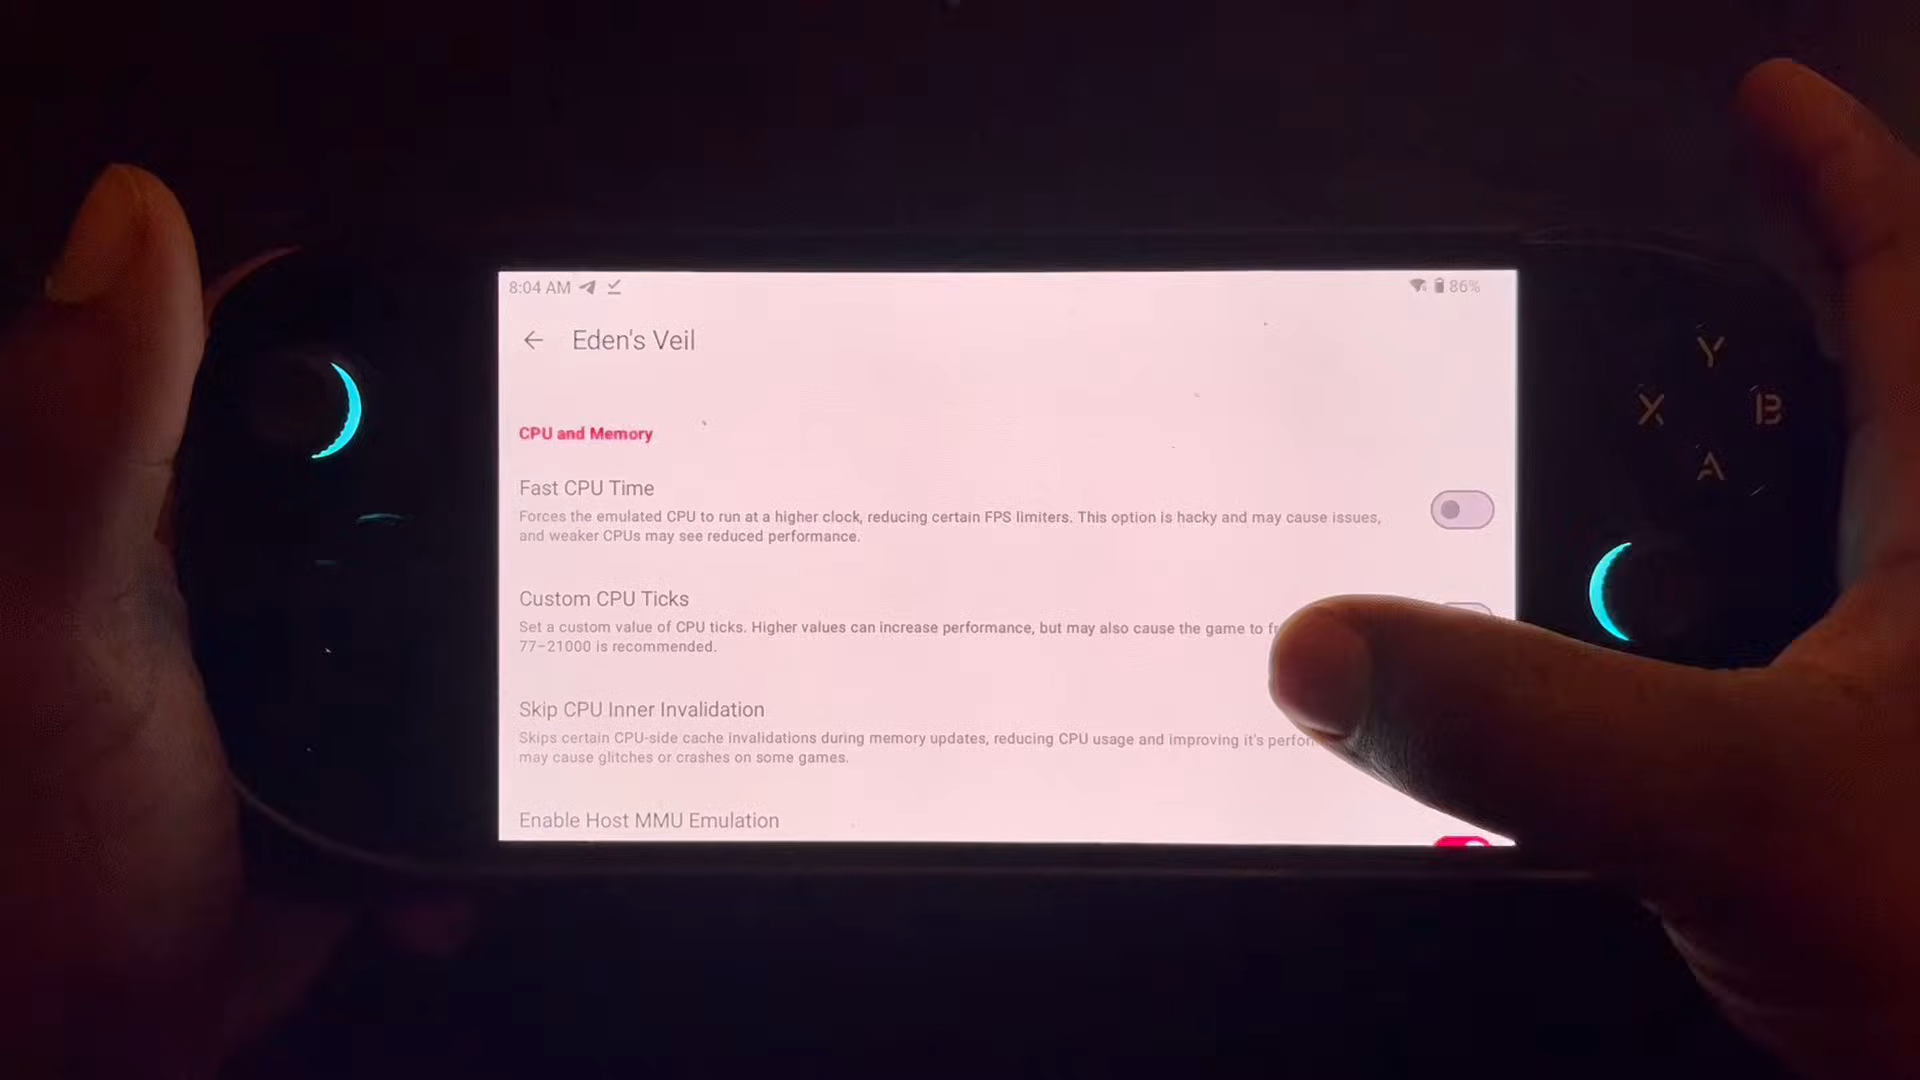 8:04 AM 86%
Eden's Veil
CPU and Memory
Fast CPU Time
Forces the emulated CPU to run at a higher clock, reducing certain FPS limiters. This option is hacky and may cause issues,
and weaker CPUs may see reduced performance.
Custom CPU Ticks
Set a custom value of CPU ticks. Higher values can increase performance, but may also cause the game to
77–21000 is recommended.
Skip CPU Inner Invalidation
Skips certain CPU-side cache invalidations during memory updates, reducing CPU usage and improving it's
may cause glitches or crashes on some games.
Enable Host MMU Emulation
Y
X B
A